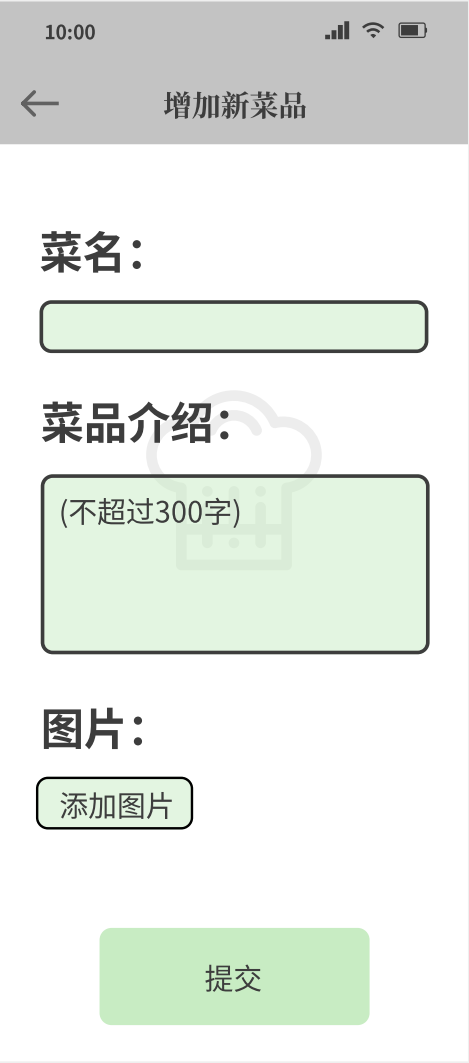 10:00
增加新菜品
菜名：
菜品介绍：
(不超过300字)
图片：
添加图片
提交